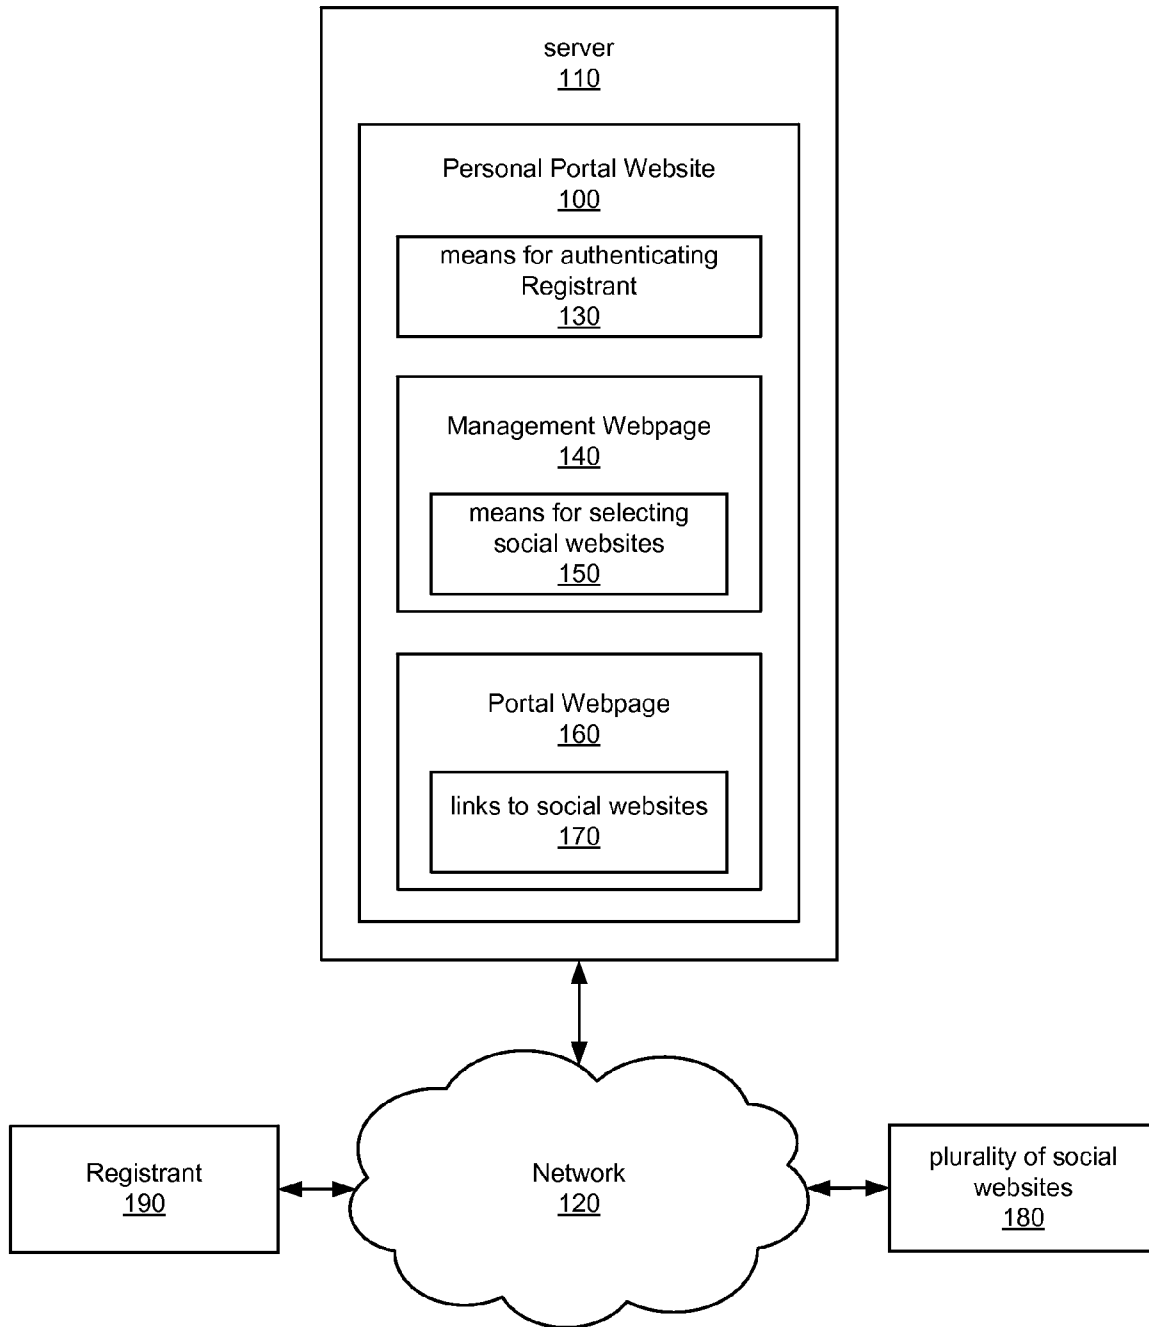 server
110
Personal Portal Website
100
means for authenticating
Registrant
130
Management Webpage
140
means for selecting
social websites
150
Portal Webpage
160
links to social websites
170
Registrant
190
Network
120
plurality of social
websites
180